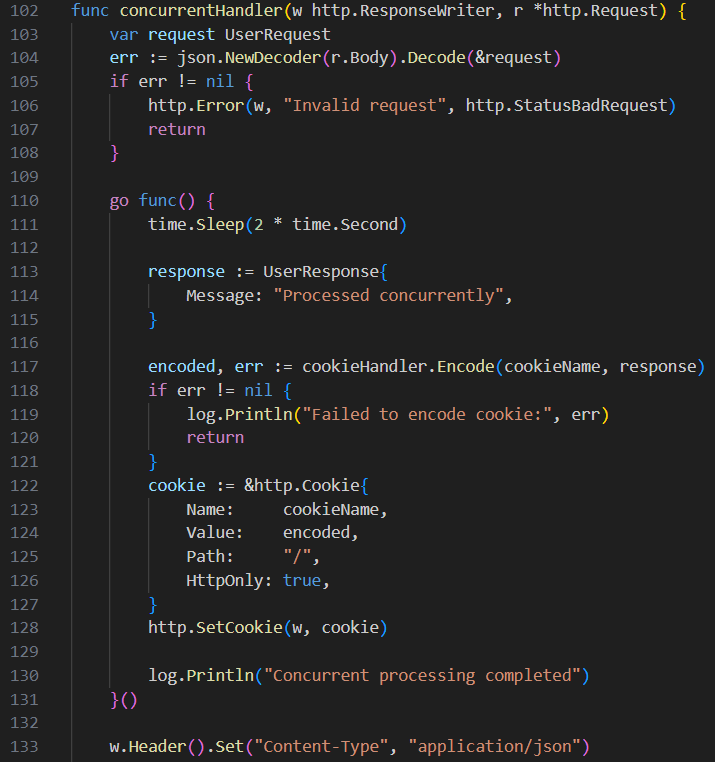 102 func concurrentHandler(w http.ResponseWriter, r *http.Request) {
103     var request UserRequest
104     err := json.NewDecoder(r.Body).Decode(&request)
105     if err != nil {
106         http.Error(w, "Invalid request", http.StatusBadRequest)
107         return
108     }
109
110     go func() {
111         time.Sleep(2 * time.Second)
112
113         response := UserResponse{
114             Message: "Processed concurrently",
115         }
116
117         encoded, err := cookieHandler.Encode(cookieName, response)
118         if err != nil {
119             log.Println("Failed to encode cookie:", err)
120             return
121         }
122         cookie := &http.Cookie{
123             Name:     cookieName,
124             Value:    encoded,
125             Path:     "/",
126             HttpOnly: true,
127         }
128         http.SetCookie(w, cookie)
129
130         log.Println("Concurrent processing completed")
131     }()
132
133     w.Header().Set("Content-Type", "application/json")